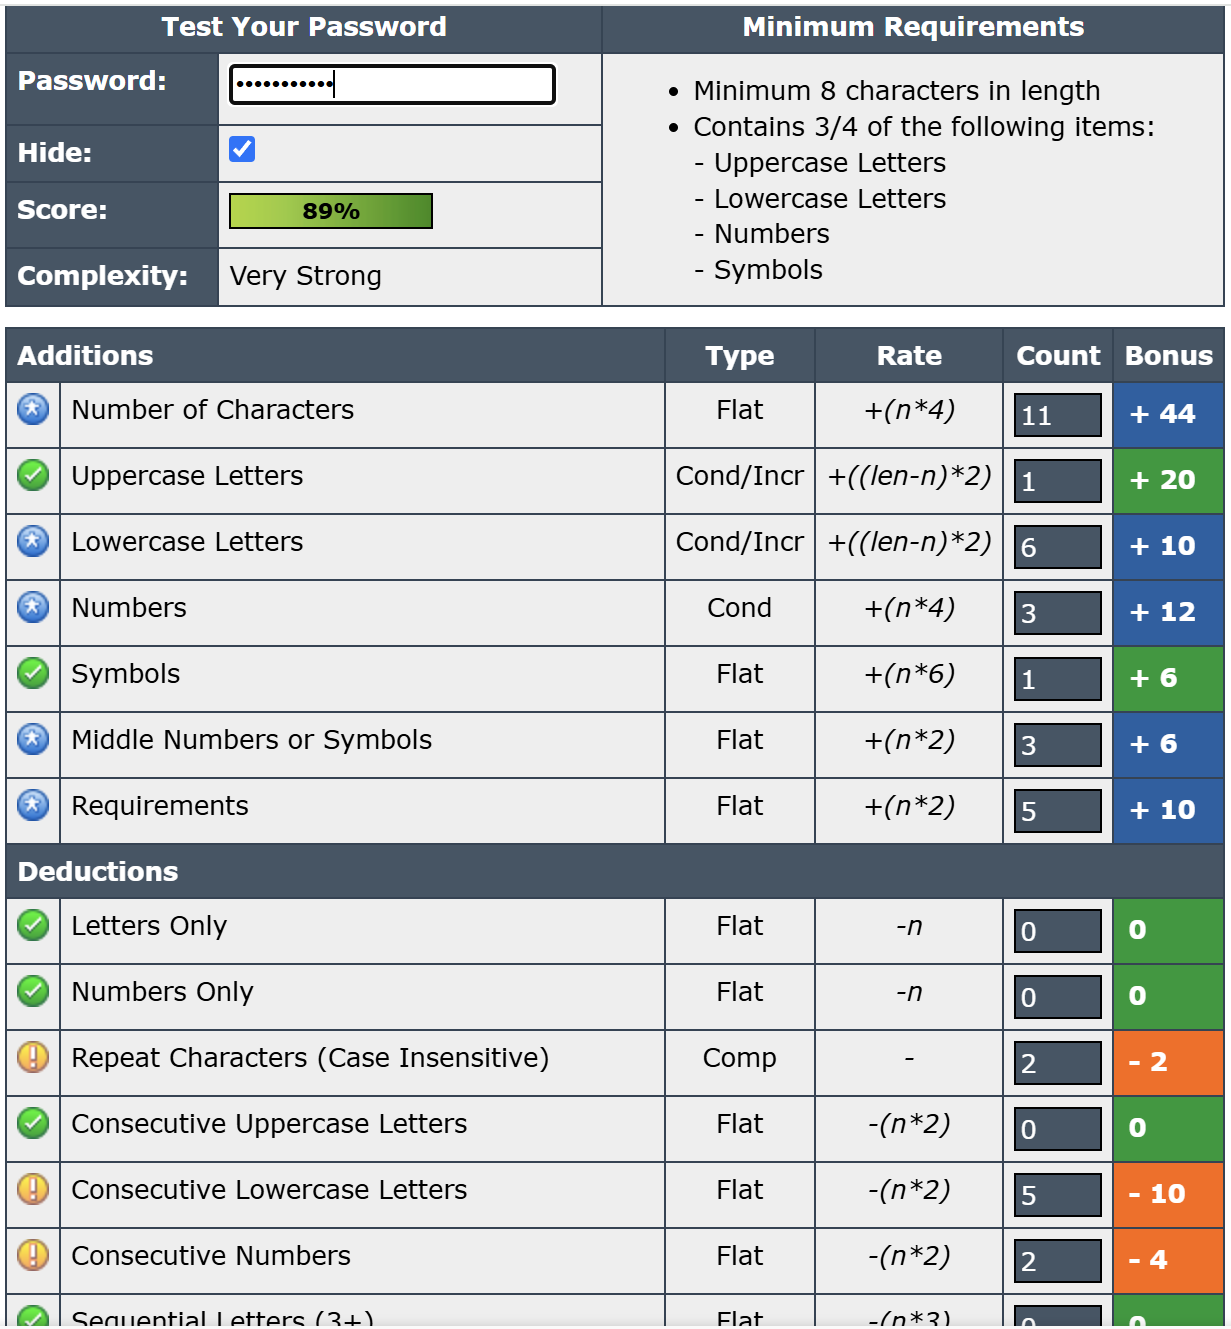 Test Your Password
Minimum Requirements
Password:
•••••••••••
• Minimum 8 characters in length
• Contains 3/4 of the following items:
- Uppercase Letters
- Lowercase Letters
- Numbers
- Symbols
Hide:
Score: 89%
Complexity: Very Strong
Additions Type Rate Count Bonus
Number of Characters Flat +(n*4) 11 + 44
Uppercase Letters Cond/Incr +((len-n)*2) 1 + 20
Lowercase Letters Cond/Incr +((len-n)*2) 6 + 10
Numbers Cond +(n*4) 3 + 12
Symbols Flat +(n*6) 1 + 6
Middle Numbers or Symbols Flat +(n*2) 3 + 6
Requirements Flat +(n*2) 5 + 10
Deductions
Letters Only Flat -n 0 0
Numbers Only Flat -n 0 0
Repeat Characters (Case Insensitive) Comp - 2 - 2
Consecutive Uppercase Letters Flat -(n*2) 0 0
Consecutive Lowercase Letters Flat -(n*2) 5 - 10
Consecutive Numbers Flat -(n*2) 2 - 4
Sequential Letters (3+) Flat -(n*3) 0 0